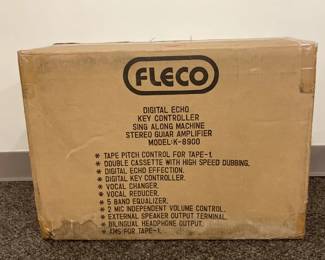 FLECO
DIGITAL ECHO
KEY CONTROLLER
SING ALONG MACHINE
STEREO GUIAR AMPLIFIER
MODEL:K-8900
* TAPE PITCH CONTROL FOR TAPE-1.
* DOUBLE CASSETTE WITH HIGH SPEED DUBBING.
* DIGITAL ECHO EFFECTION.
* DIGITAL KEY CONTROLLER.
* VOCAL CHANGER.
* VOCAL REDUCER.
* 5 BAND EQUALIZER.
* 2 MIC INDEPENDENT VOLUME CONTROL.
* EXTERNAL SPEAKER OUTPUT TERMINAL.
* BILINGUAL HEADPHONE OUTPUT.
* AMS FOR TAPE-1.